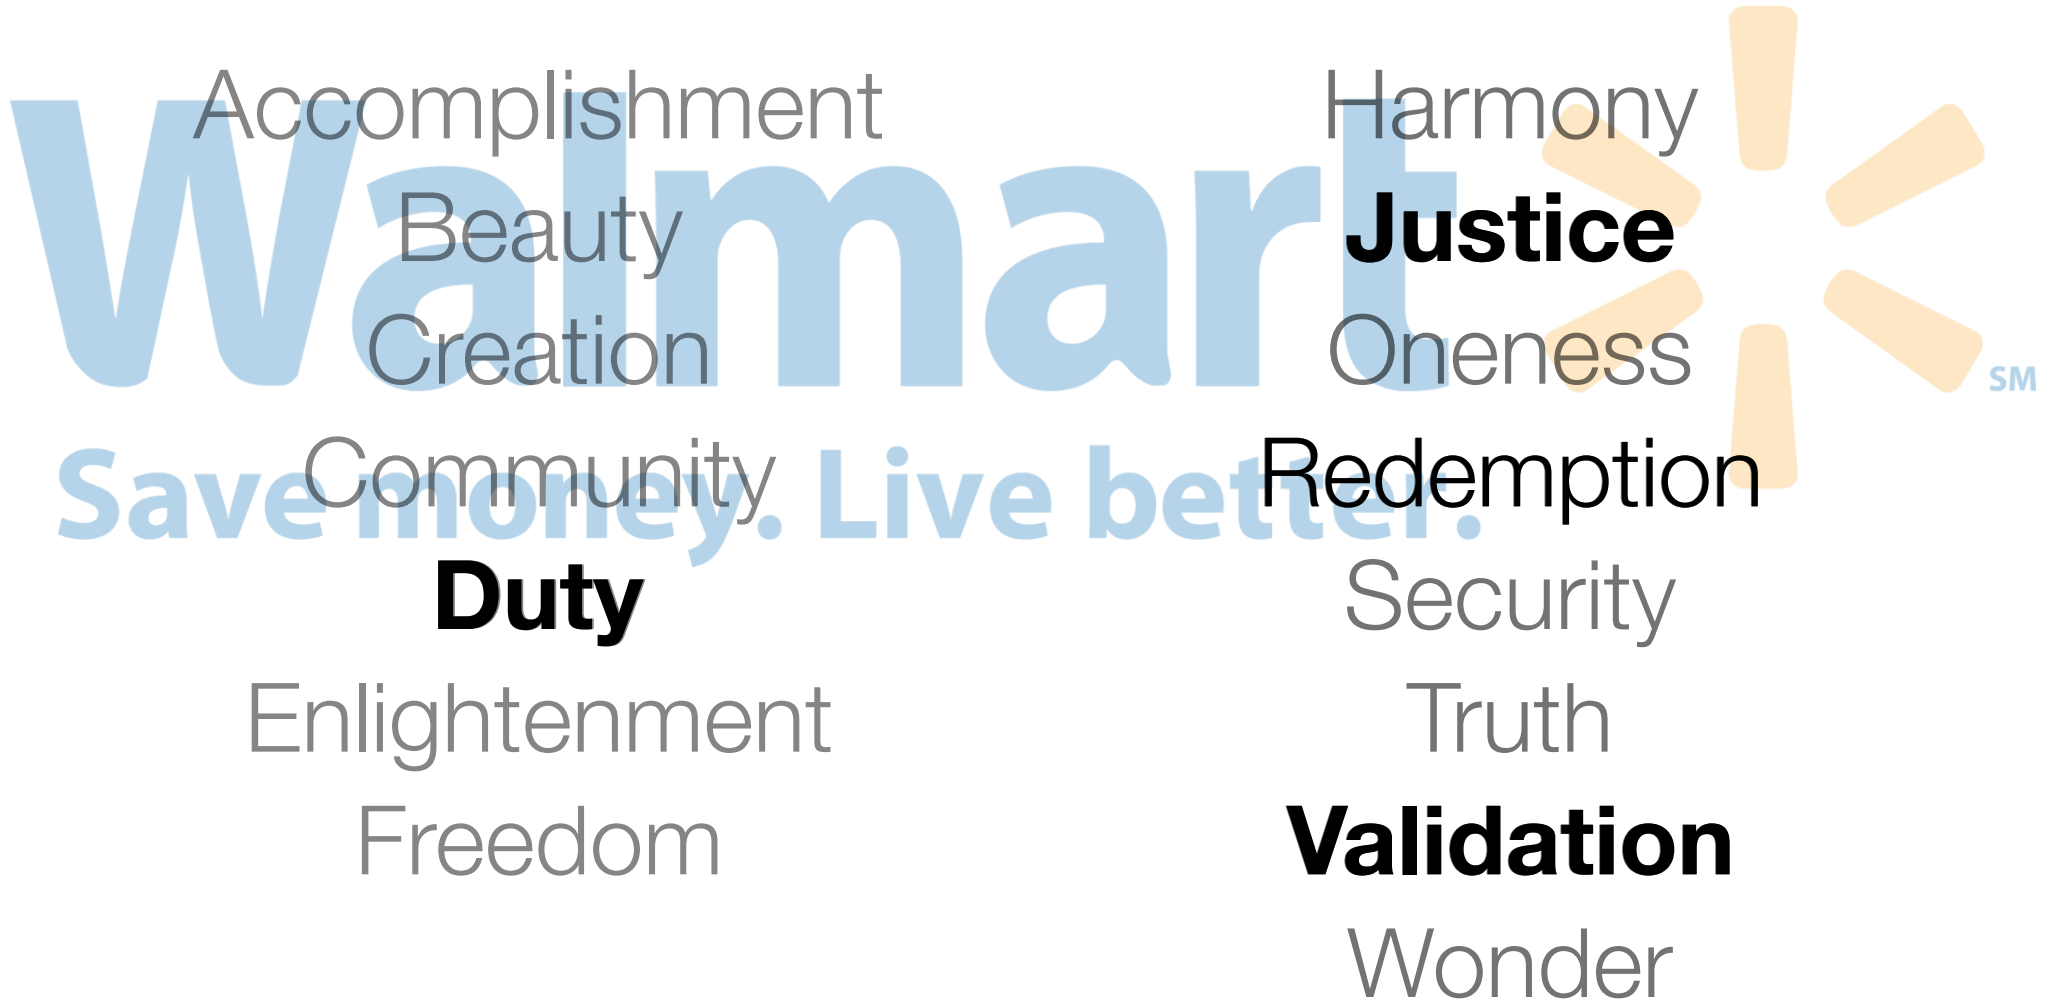 Walmart
SM
Save money. Live better.
Accomplishment
Beauty
Creation
Community
Duty
Enlightenment
Freedom
Harmony
Justice
Oneness
Redemption
Security
Truth
Validation
Wonder